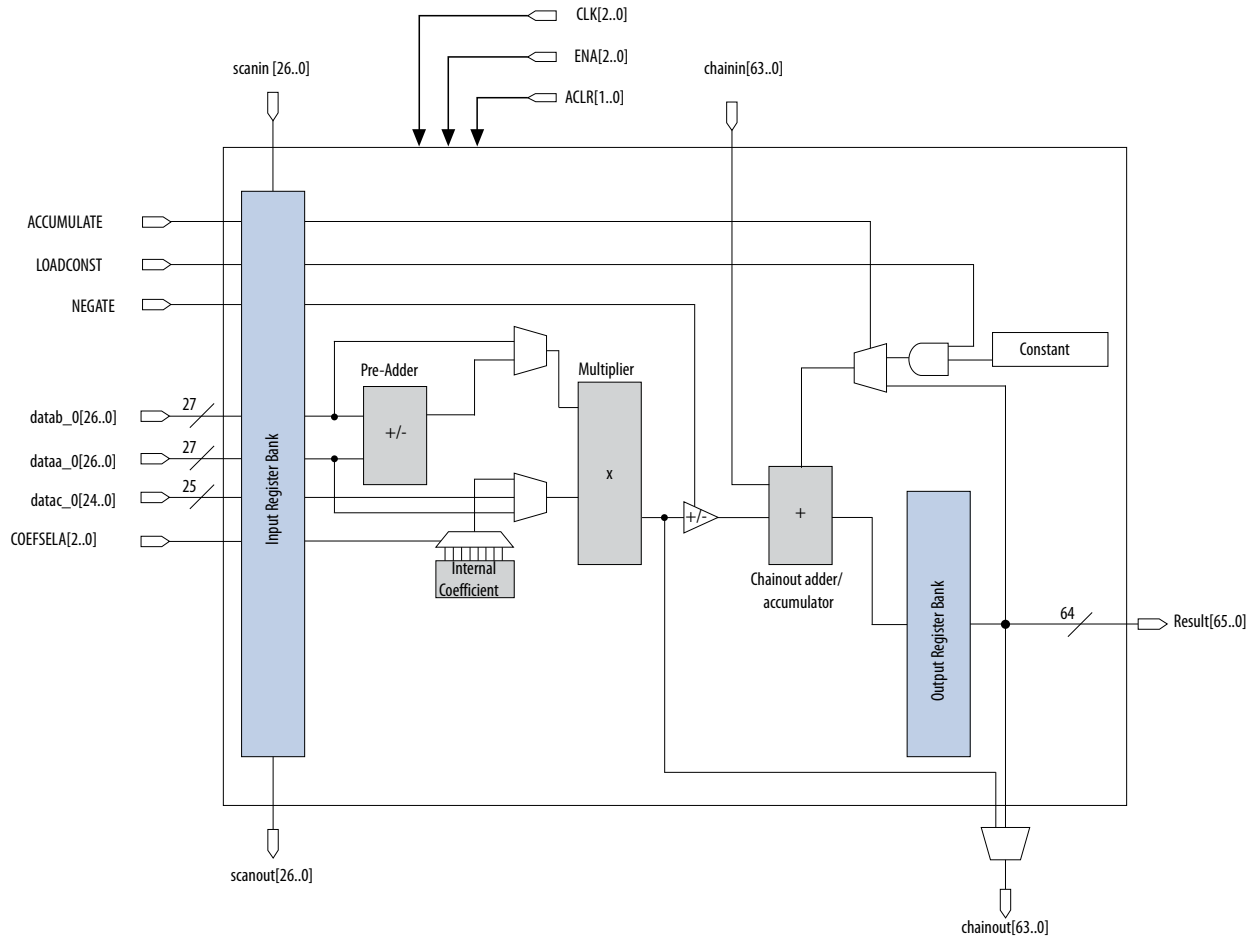 CLK[2..0]
ENA[2..0]
ACLR[1..0]
scanin [26..0]
chainin[63..0]
ACCUMULATE
LOADCONST
NEGATE
Constant
Pre-Adder
Multiplier
27
datab_0[26..0]
+/-
27
dataa_0[26..0]
x
25
datac_0[24..0]
+/-
+
COEFSELA[2..0]
Input Register Bank
Internal
Coefficient
Chainout adder/
accumulator
Output Register Bank
64
Result[65..0]
scanout[26..0]
chainout[63..0]